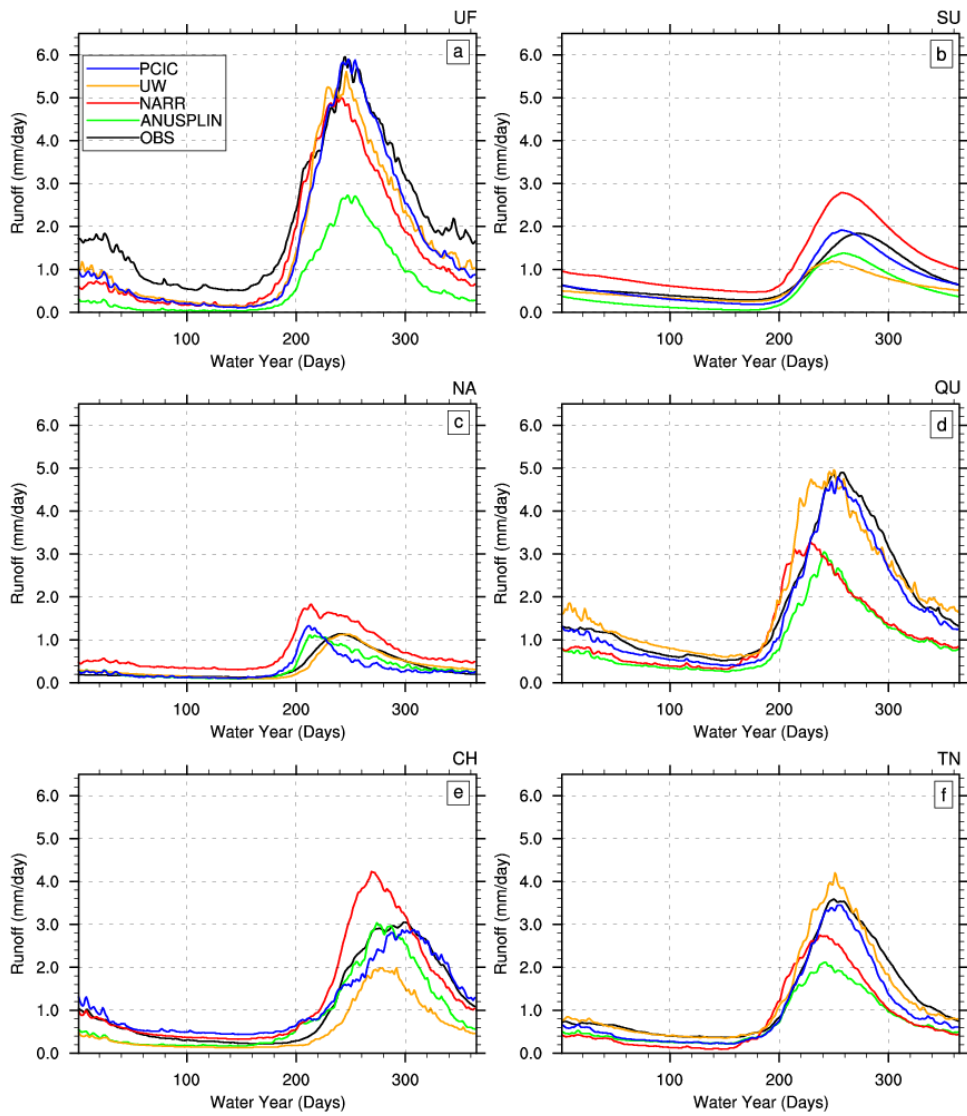 UF
a
PCIC
UW
NARR
ANUSPLIN
OBS
Runoff (mm/day)
6.0
5.0
4.0
3.0
2.0
1.0
0.0
100 200 300
Water Year (Days)
SU
b
Runoff (mm/day)
6.0
5.0
4.0
3.0
2.0
1.0
0.0
100 200 300
Water Year (Days)
NA
c
Runoff (mm/day)
6.0
5.0
4.0
3.0
2.0
1.0
0.0
100 200 300
Water Year (Days)
QU
d
Runoff (mm/day)
6.0
5.0
4.0
3.0
2.0
1.0
0.0
100 200 300
Water Year (Days)
CH
e
Runoff (mm/day)
6.0
5.0
4.0
3.0
2.0
1.0
0.0
100 200 300
Water Year (Days)
TN
f
Runoff (mm/day)
6.0
5.0
4.0
3.0
2.0
1.0
0.0
100 200 300
Water Year (Days)